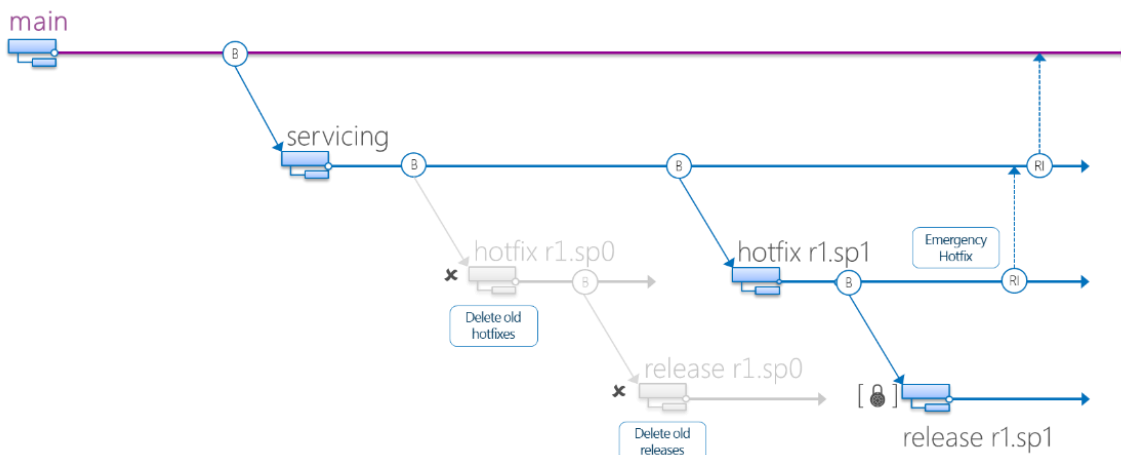 main
B
servicing
B
B
RI
hotfix r1.sp0
hotfix r1.sp1
Emergency
Hotfix
B
B
RI
Delete old
hotfixes
release r1.sp0
[ ]
Delete old
releases
release r1.sp1